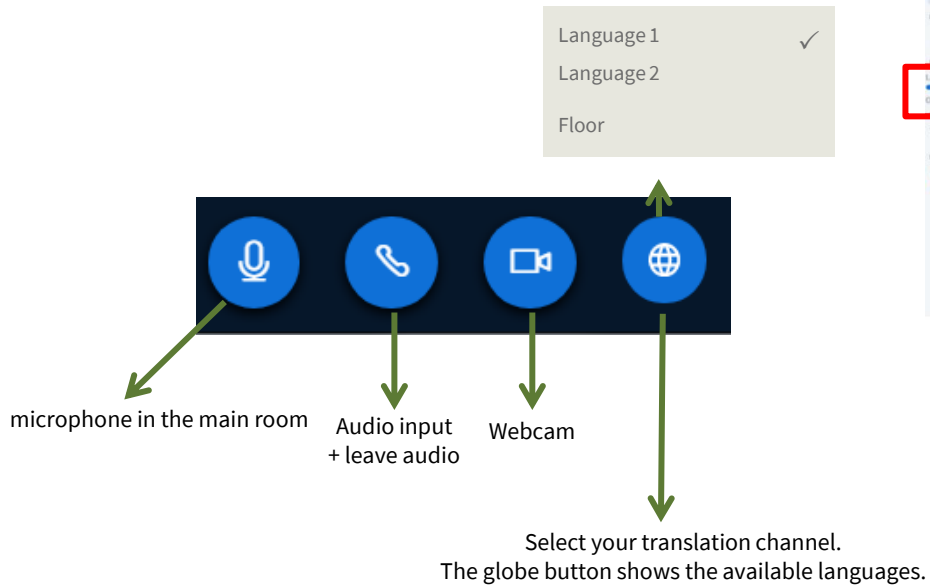 Language 1
Language 2
Floor
microphone in the main room
Audio input
+ leave audio
Webcam
Select your translation channel.
The globe button shows the available languages.